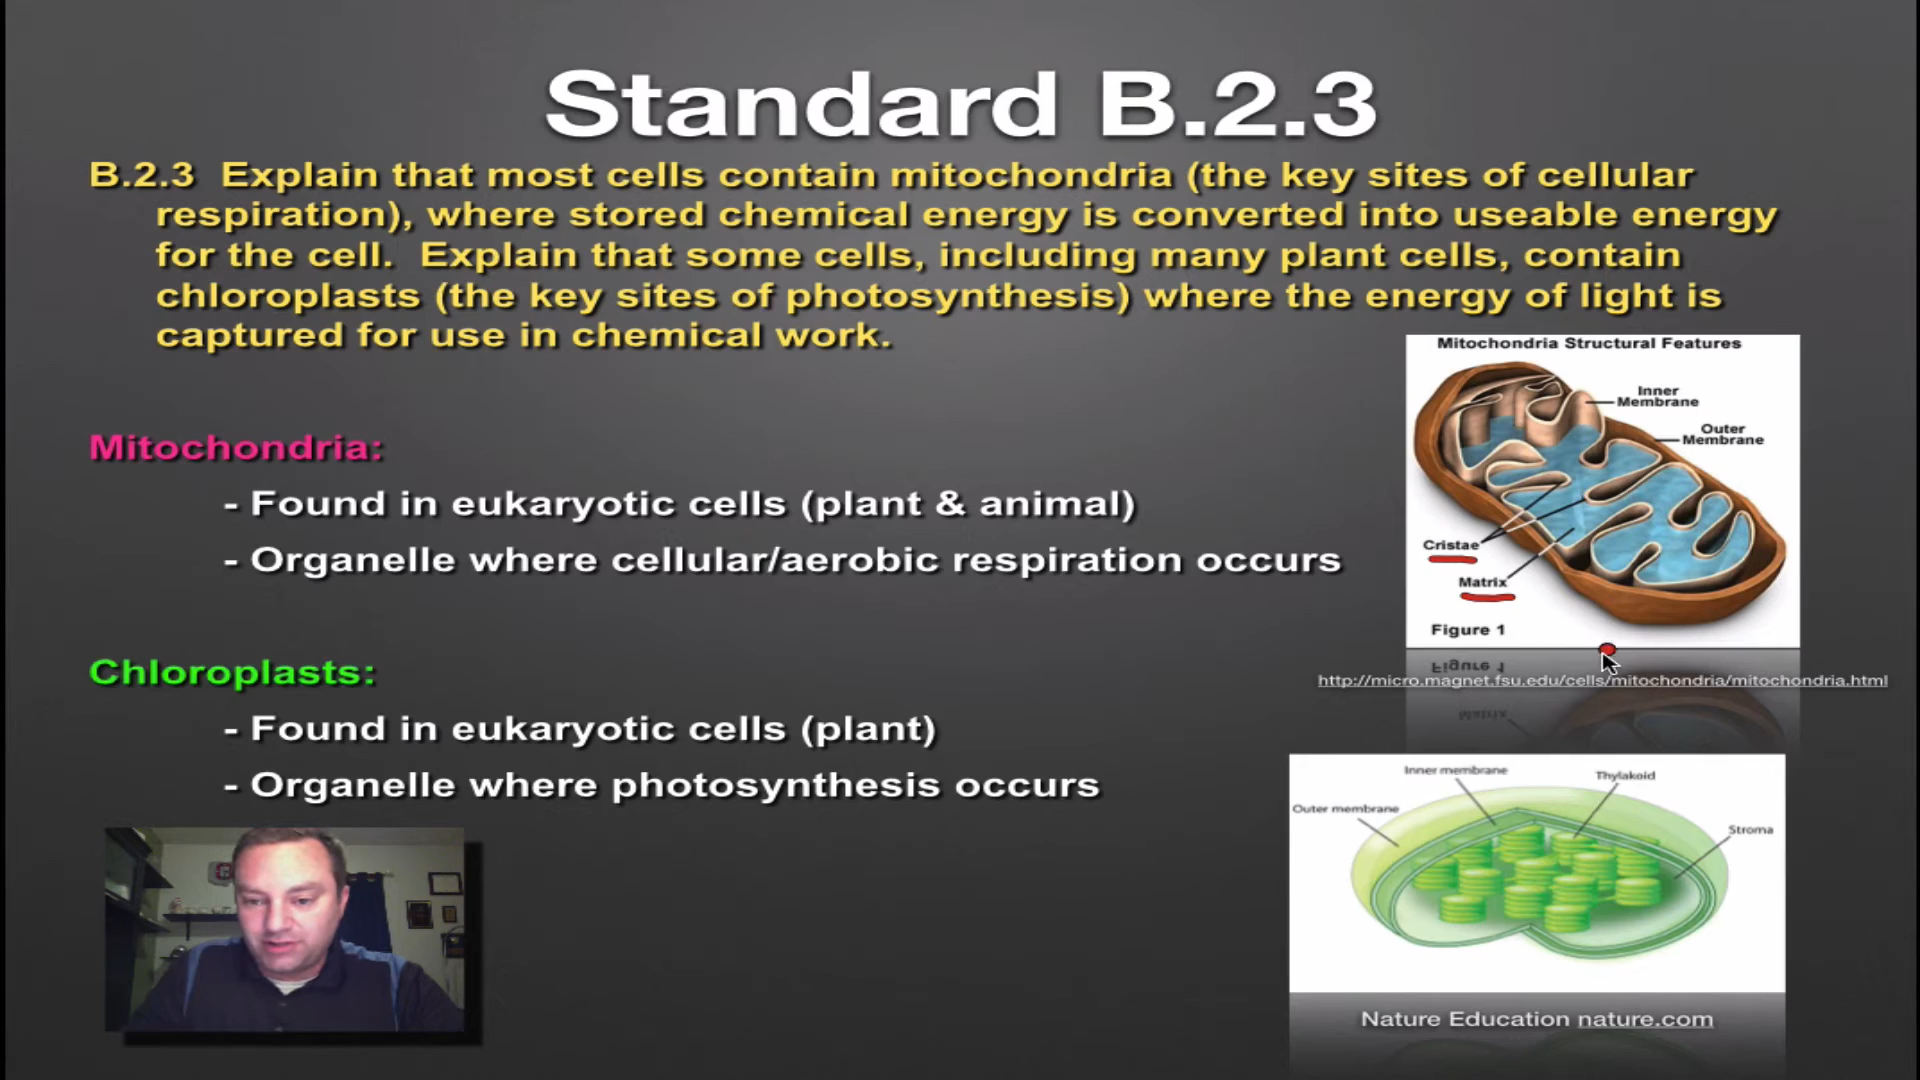 Standard B.2.3
B.2.3 Explain that most cells contain mitochondria (the key sites of cellular
respiration), where stored chemical energy is converted into useable energy
for the cell. Explain that some cells, including many plant cells, contain
chloroplasts (the key sites of photosynthesis) where the energy of light is
captured for use in chemical work.
Mitochondria:
- Found in eukaryotic cells (plant & animal)
- Organelle where cellular/aerobic respiration occurs
Chloroplasts:
- Found in eukaryotic cells (plant)
- Organelle where photosynthesis occurs
Mitochondria Structural Features
Inner
Membrane
Outer
Membrane
Cristae
Matrix
Figure 1
http://micro.magnet.fsu.edu/cells/mitochondria/mitochondria.html
Inner membrane
Thylakoid
Outer membrane
Stroma
Nature Education nature.com